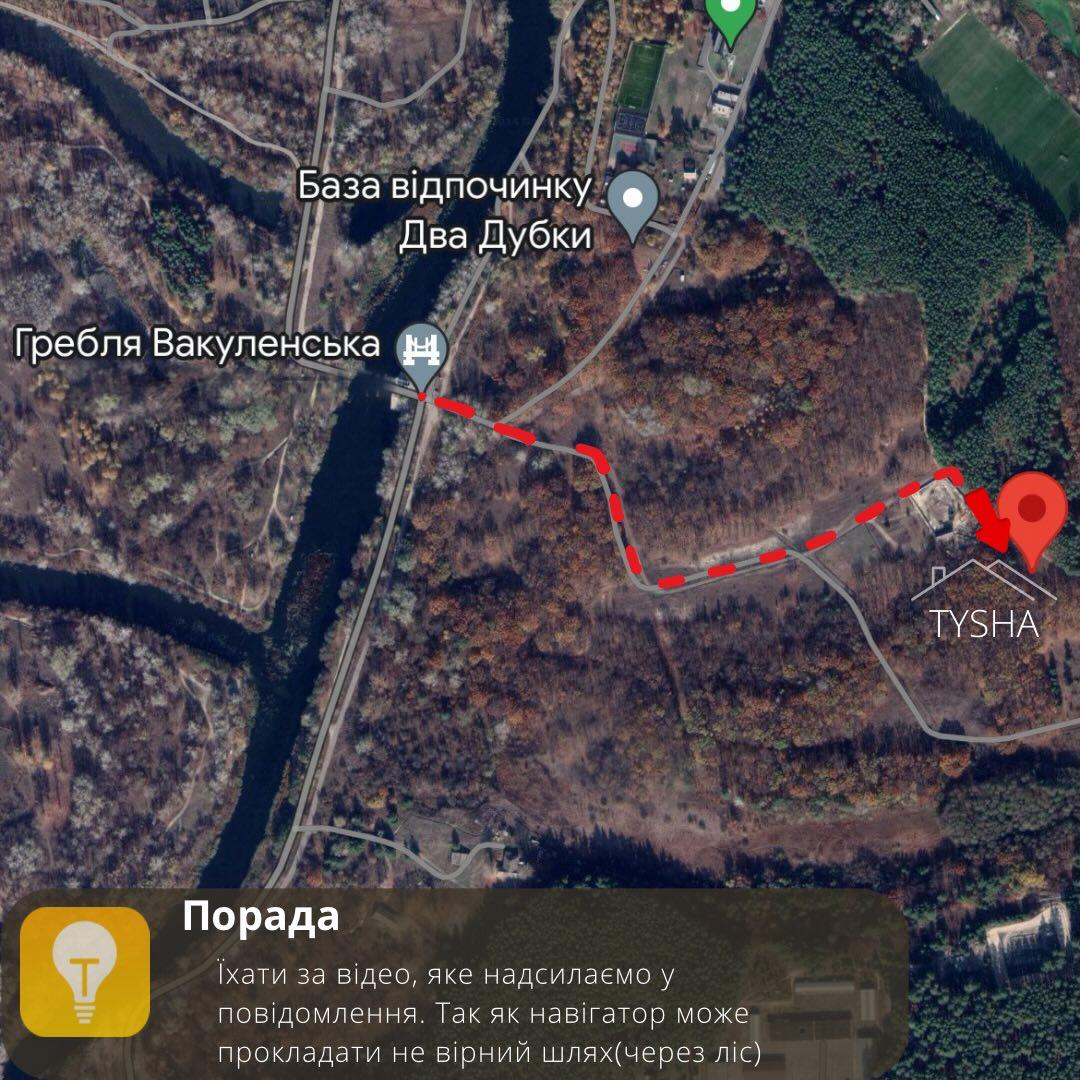 База відпочинку
Два Дубки
Гребля Вакуленська
TYSHA
Порада
T
Їхати за відео, яке надсилаємо у
повідомлення. Так як навігатор може
прокладати не вірний шлях(через ліс)